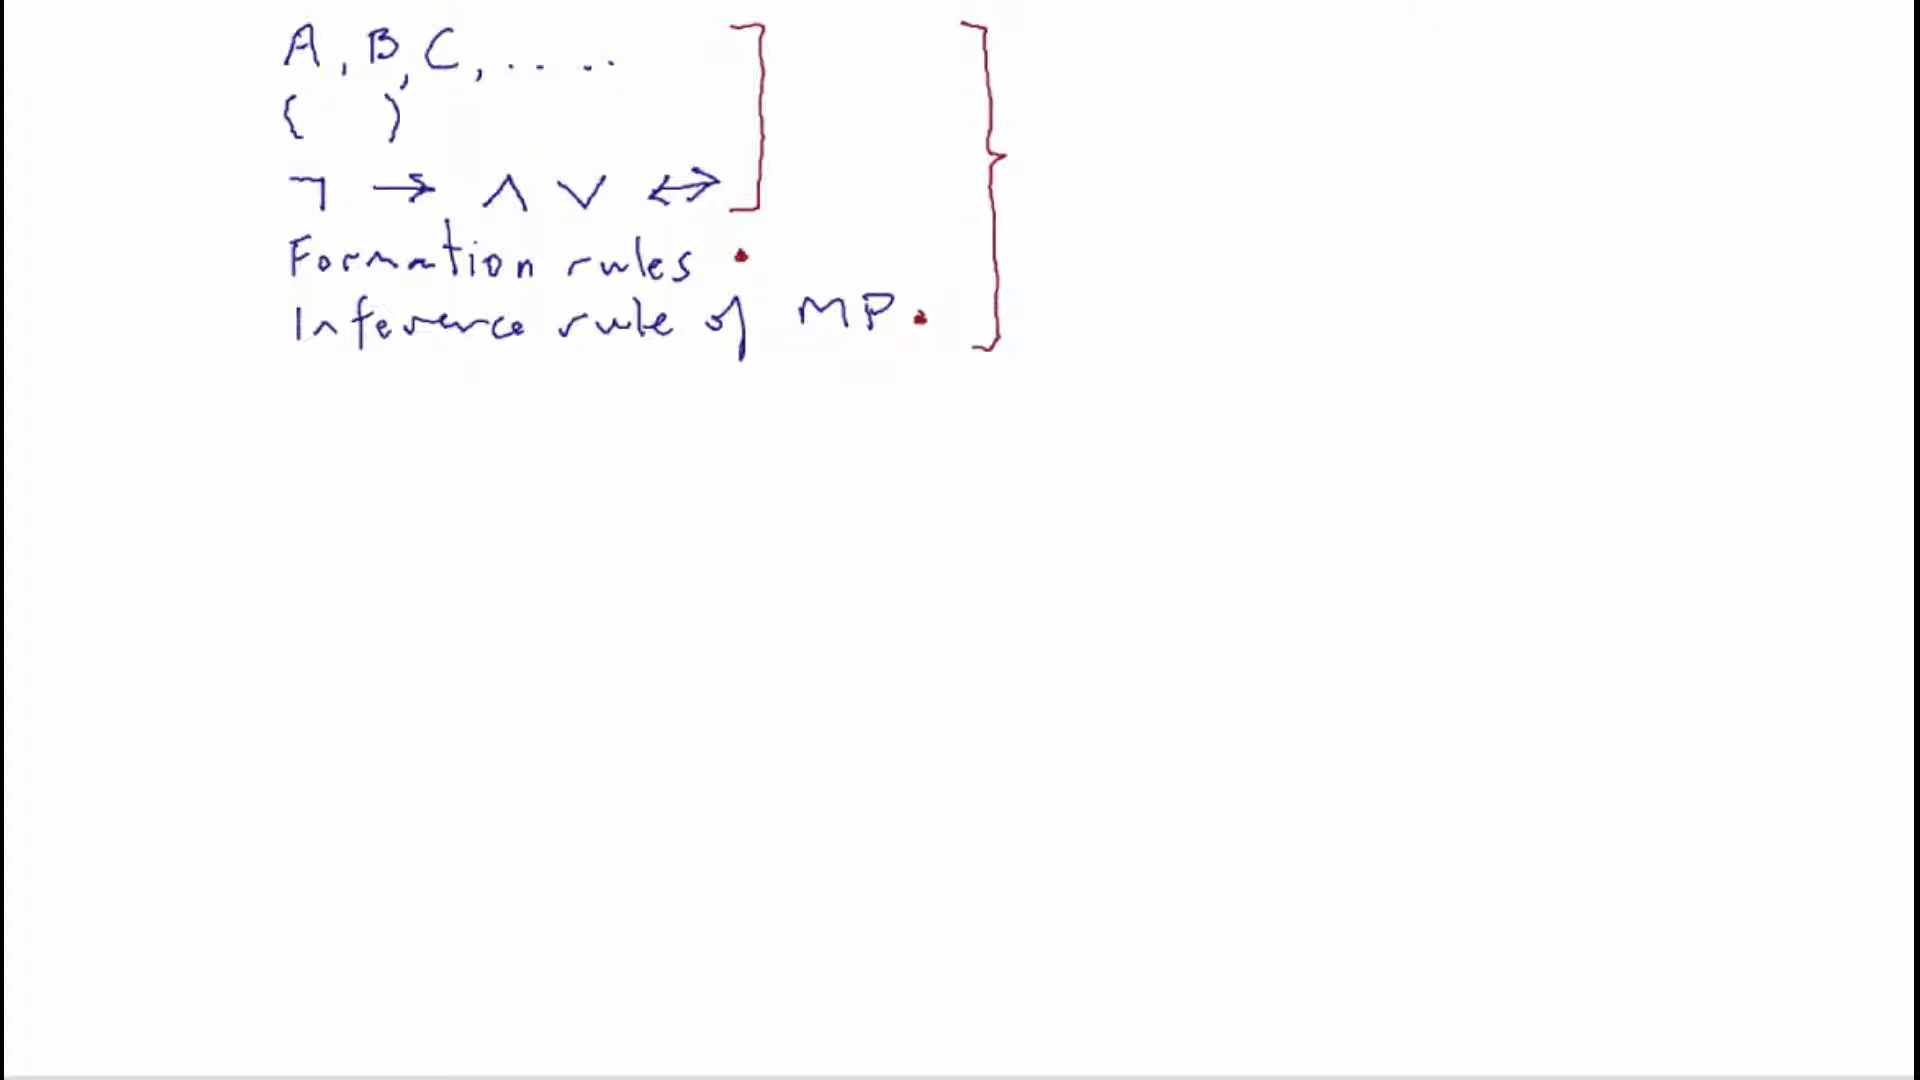 A, B, C, .. ..
( )
¬ → ∧ ∨ ↔
Formation rules .
Inference rule of MP .